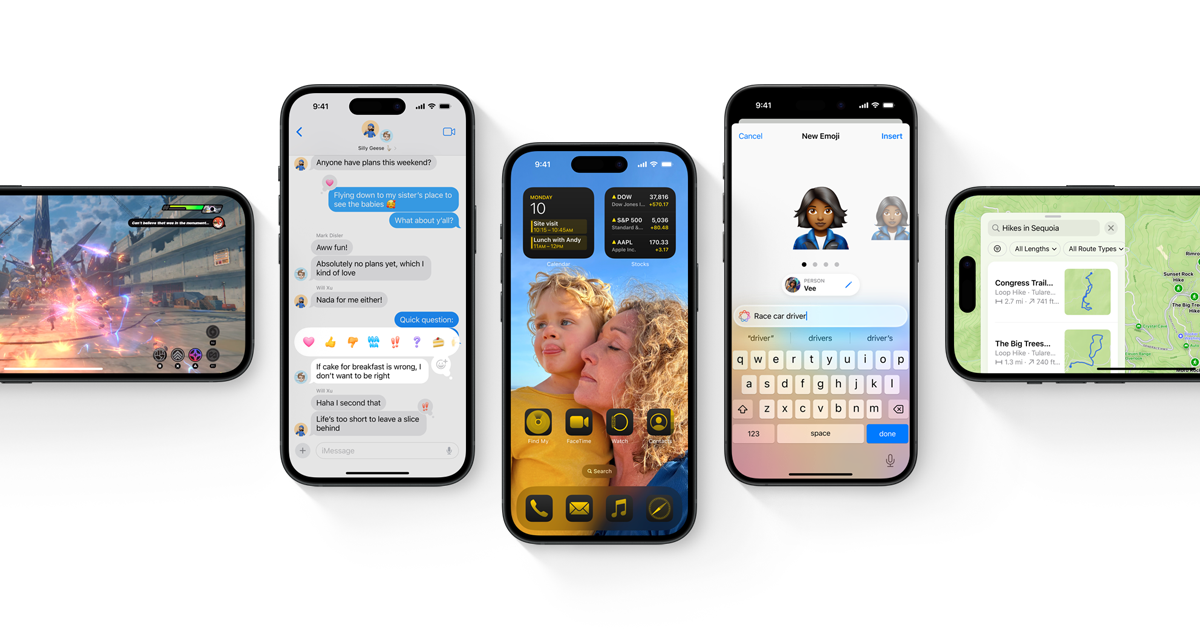 Can't believe that was in the monument...
9:41
Silly Geese
Anyone have plans this weekend?
Flying down to my sister's place to
see the babies 🥰
What about y'all?
Mark Disler
Aww fun!
Absolutely no plans yet, which I
kind of love
Will Xu
Nada for me either!
Quick question:
HA HA
!!
?
If cake for breakfast is wrong, I
don't want to be right
Will Xu
Haha I second that
!!
Life's too short to leave a slice
behind
iMessage
9:41
MONDAY
10
Site visit
10:15 – 10:45AM
Lunch with Andy
11AM – 12PM
Calendar
▲ DOW 37,816
Dow Jones I... +570.17
▲ S&P 500 5,036
Standard &... +80.48
▲ AAPL 170.33
Apple Inc. +3.17
Stocks
Find My
FaceTime
Watch
Contacts
Search
9:41
Cancel
New Emoji
Insert
PERSON
Vee
Race car driver
"driver" drivers driver's
q w e r t y u i o p
a s d f g h j k l
z x c v b n m
123 space done
Hikes in Sequoia
All Lengths
All Route Types
Congress Trail...
Loop Hike · Tulare...
2.7 mi · 741 ft...
The Big Trees...
Loop Hike · Tulare...
1.3 mi · 240 ft...
Sunset Rock
Hike
The Big Trees
Hike